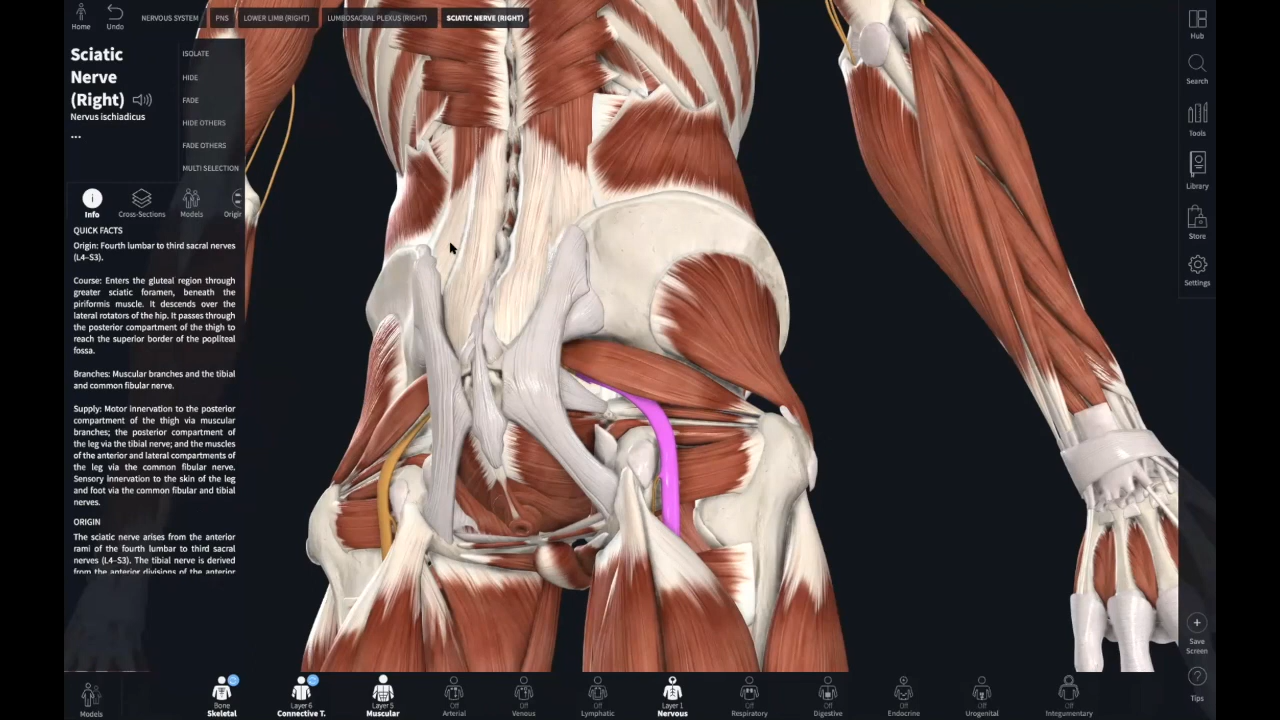 Home
Undo
NERVOUS SYSTEM
PNS
LOWER LIMB (RIGHT)
LUMBOSACRAL PLEXUS (RIGHT)
SCIATIC NERVE (RIGHT)
Sciatic
Nerve
(Right)
Nervus ischiadicus
...
ISOLATE
HIDE
FADE
HIDE OTHERS
FADE OTHERS
MULTI SELECTION
Info
Cross-Sections
Models
Origin
QUICK FACTS
Origin: Fourth lumbar to third sacral nerves
(L4–S3).
Course: Enters the gluteal region through
greater sciatic foramen, beneath the
piriformis muscle. It descends over the
lateral rotators of the hip. It passes through
the posterior compartment of the thigh to
reach the superior border of the popliteal
fossa.
Branches: Muscular branches and the tibial
and common fibular nerve.
Supply: Motor innervation to the posterior
compartment of the thigh via muscular
branches; the posterior compartment of
the leg via the tibial nerve; and the muscles
of the anterior and lateral compartments of
the leg via the common fibular nerve.
Sensory innervation to the skin of the leg
and foot via the common fibular and tibial
nerves.
ORIGIN
The sciatic nerve arises from the anterior
rami of the fourth lumbar to third sacral
nerves (L4–S3). The tibial nerve is derived
from the anterior divisions of the anterior
Hub
Search
Tools
Library
Store
Settings
Save
Screen
Tips
Models
Bone
Skeletal
Layer 6
Connective T.
Layer 5
Muscular
Off
Arterial
Off
Venous
Off
Lymphatic
Layer 1
Nervous
Off
Respiratory
Off
Digestive
Off
Endocrine
Off
Urogenital
Off
Integumentary